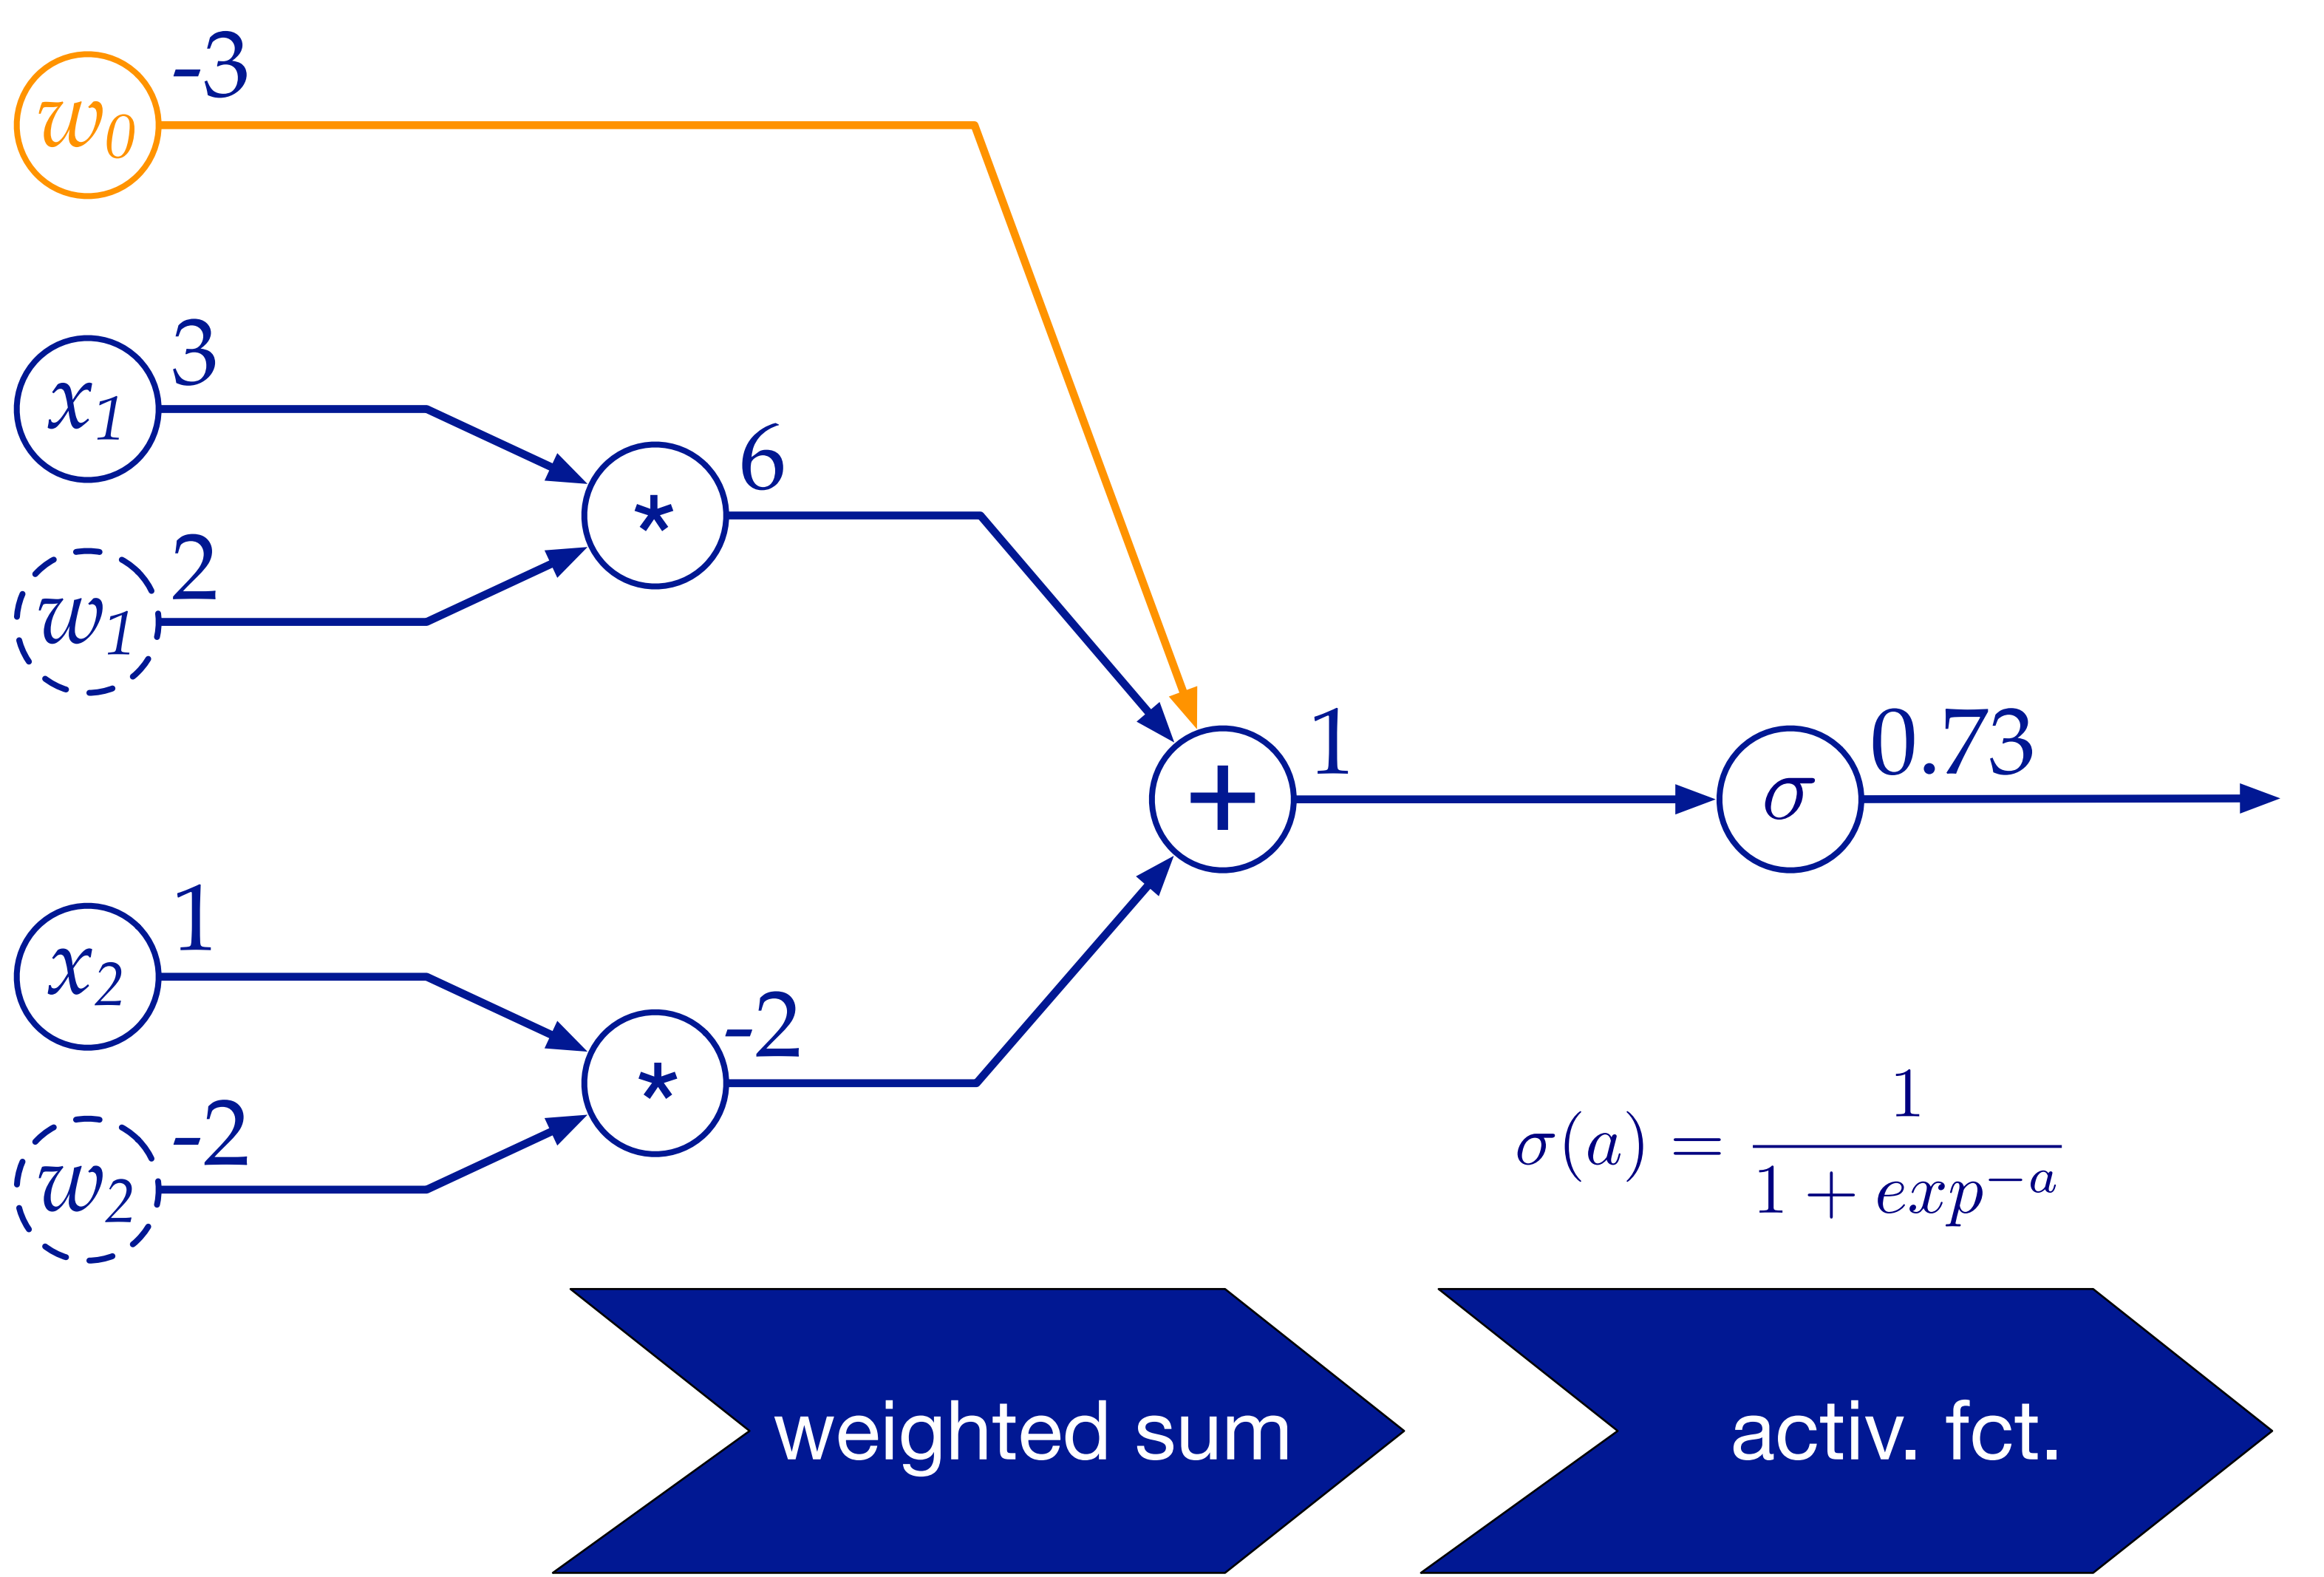 -3
w₀
3
x₁
6
*
2
w₁
1
0.73
+
σ
1
x₂
-2
*
-2
w₂
σ(a) = 1 / (1 + exp⁻ᵃ)
weighted sum
activ. fct.